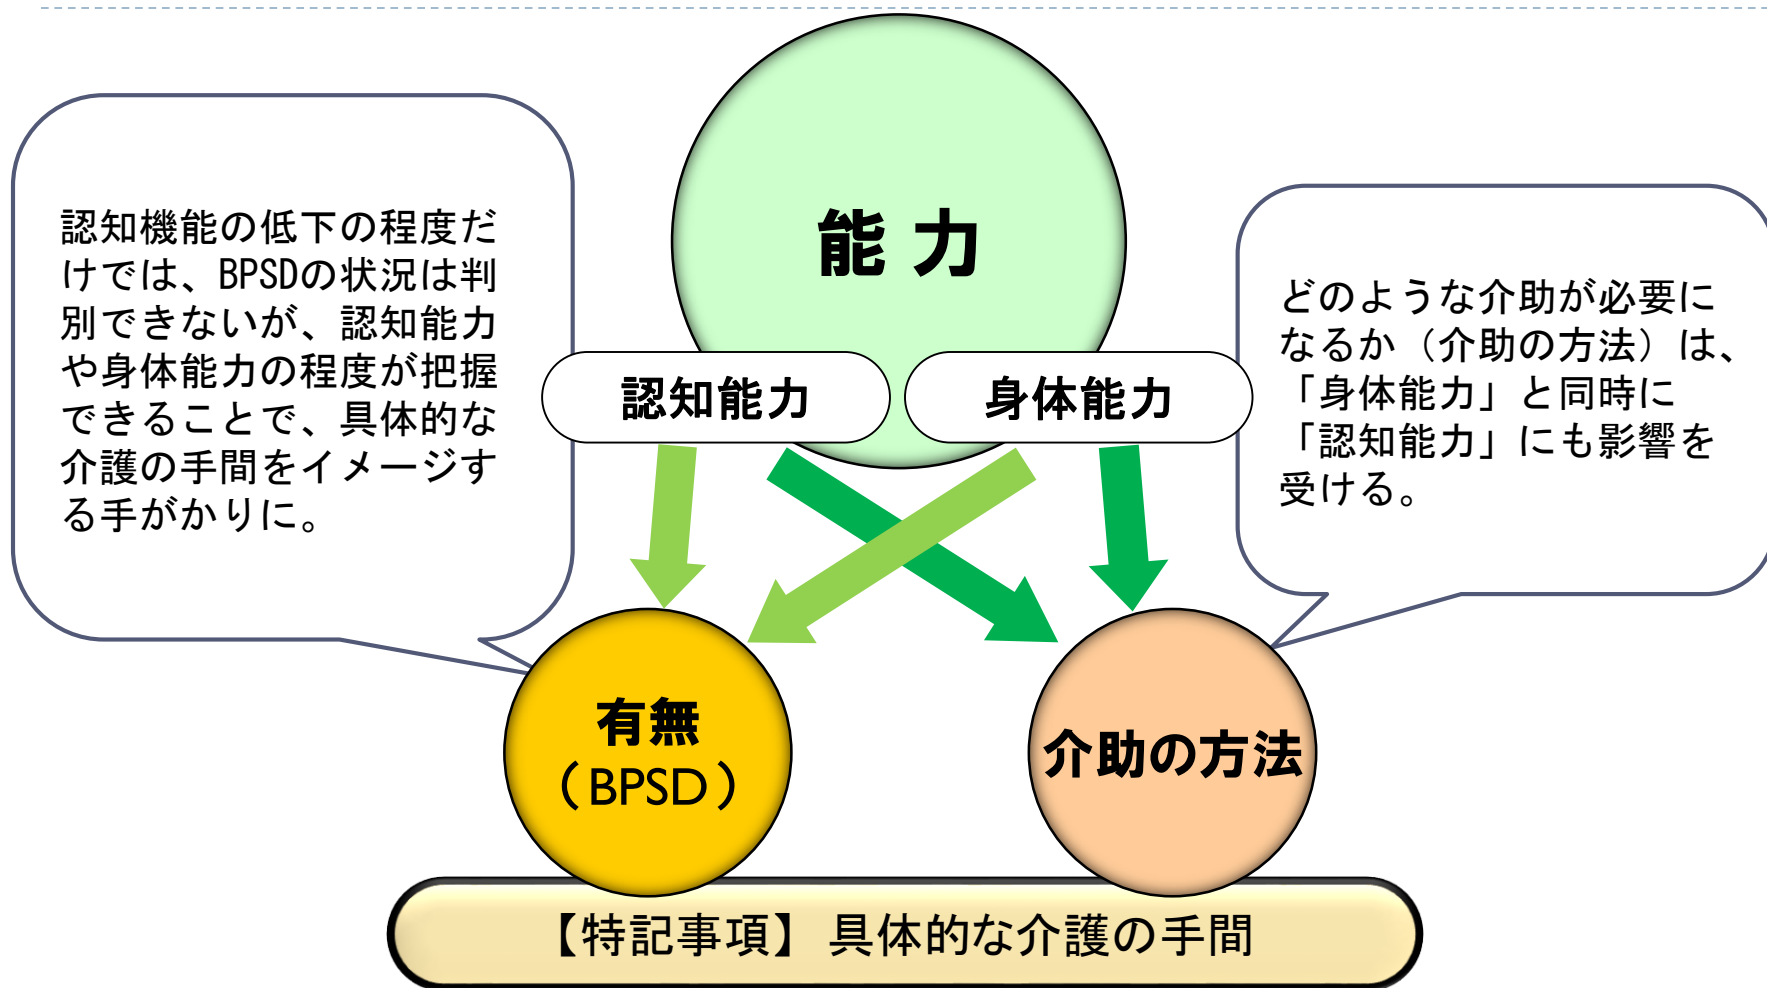 能力
認知機能の低下の程度だ
けでは、BPSDの状況は判
別できないが、認知能力
や身体能力の程度が把握
できることで、具体的な
介護の手間をイメージす
る手がかりに。
どのような介助が必要に
なるか（介助の方法）は、
「身体能力」と同時に
「認知能力」にも影響を
受ける。
認知能力
身体能力
有無
（BPSD）
介助の方法
【特記事項】 具体的な介護の手間